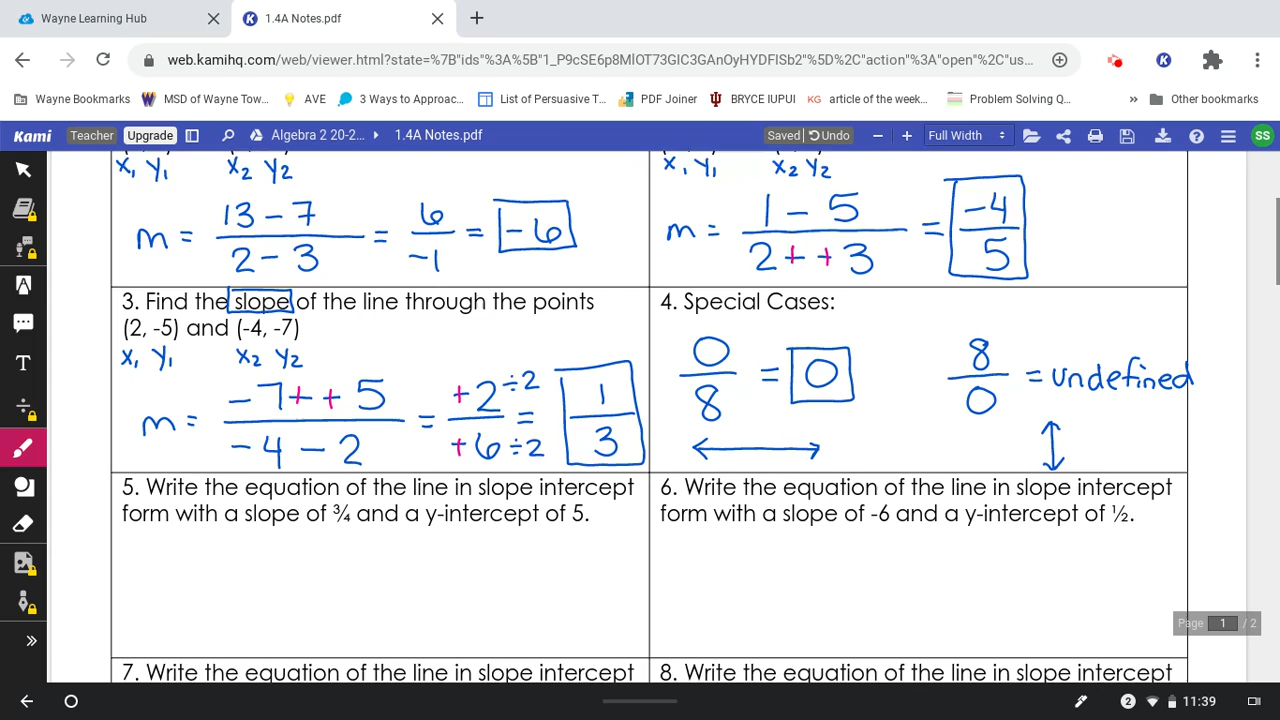 Wayne Learning Hub
1.4A Notes.pdf
web.kamihq.com/web/viewer.html?state=%7B"ids"%3A%5B"1_P9cSE6p8MlOT73GIC3GAnOyHYDFISb2"%5D%2C"action"%3A"open"%2C"us...
Wayne Bookmarks
MSD of Wayne Tow...
AVE
3 Ways to Approac...
List of Persuasive T...
PDF Joiner
BRYCE IUPUI
KG article of the week...
Problem Solving Q...
» Other bookmarks
Kami Teacher Upgrade
Algebra 2 20-2... 1.4A Notes.pdf
Saved Undo
Full Width
SS
x₁ y₁ x₂ y₂
m = 13 - 7 / 2 - 3 = 6 / -1 = -6
x₁ y₁ x₂ y₂
m = 1 - 5 / 2 + + 3 = -4 / 5
3. Find the slope of the line through the points
(2, -5) and (-4, -7)
x₁ y₁ x₂ y₂
m = -7 + + 5 / -4 - 2 = +2 ÷2 / +6 ÷2 = 1 / 3
4. Special Cases:
0 / 8 = 0
8 / 0 = undefined
5. Write the equation of the line in slope intercept
form with a slope of ¾ and a y-intercept of 5.
6. Write the equation of the line in slope intercept
form with a slope of -6 and a y-intercept of ½.
7. Write the equation of the line in slope intercept
8. Write the equation of the line in slope intercept
Page 1 / 2
2 11:39